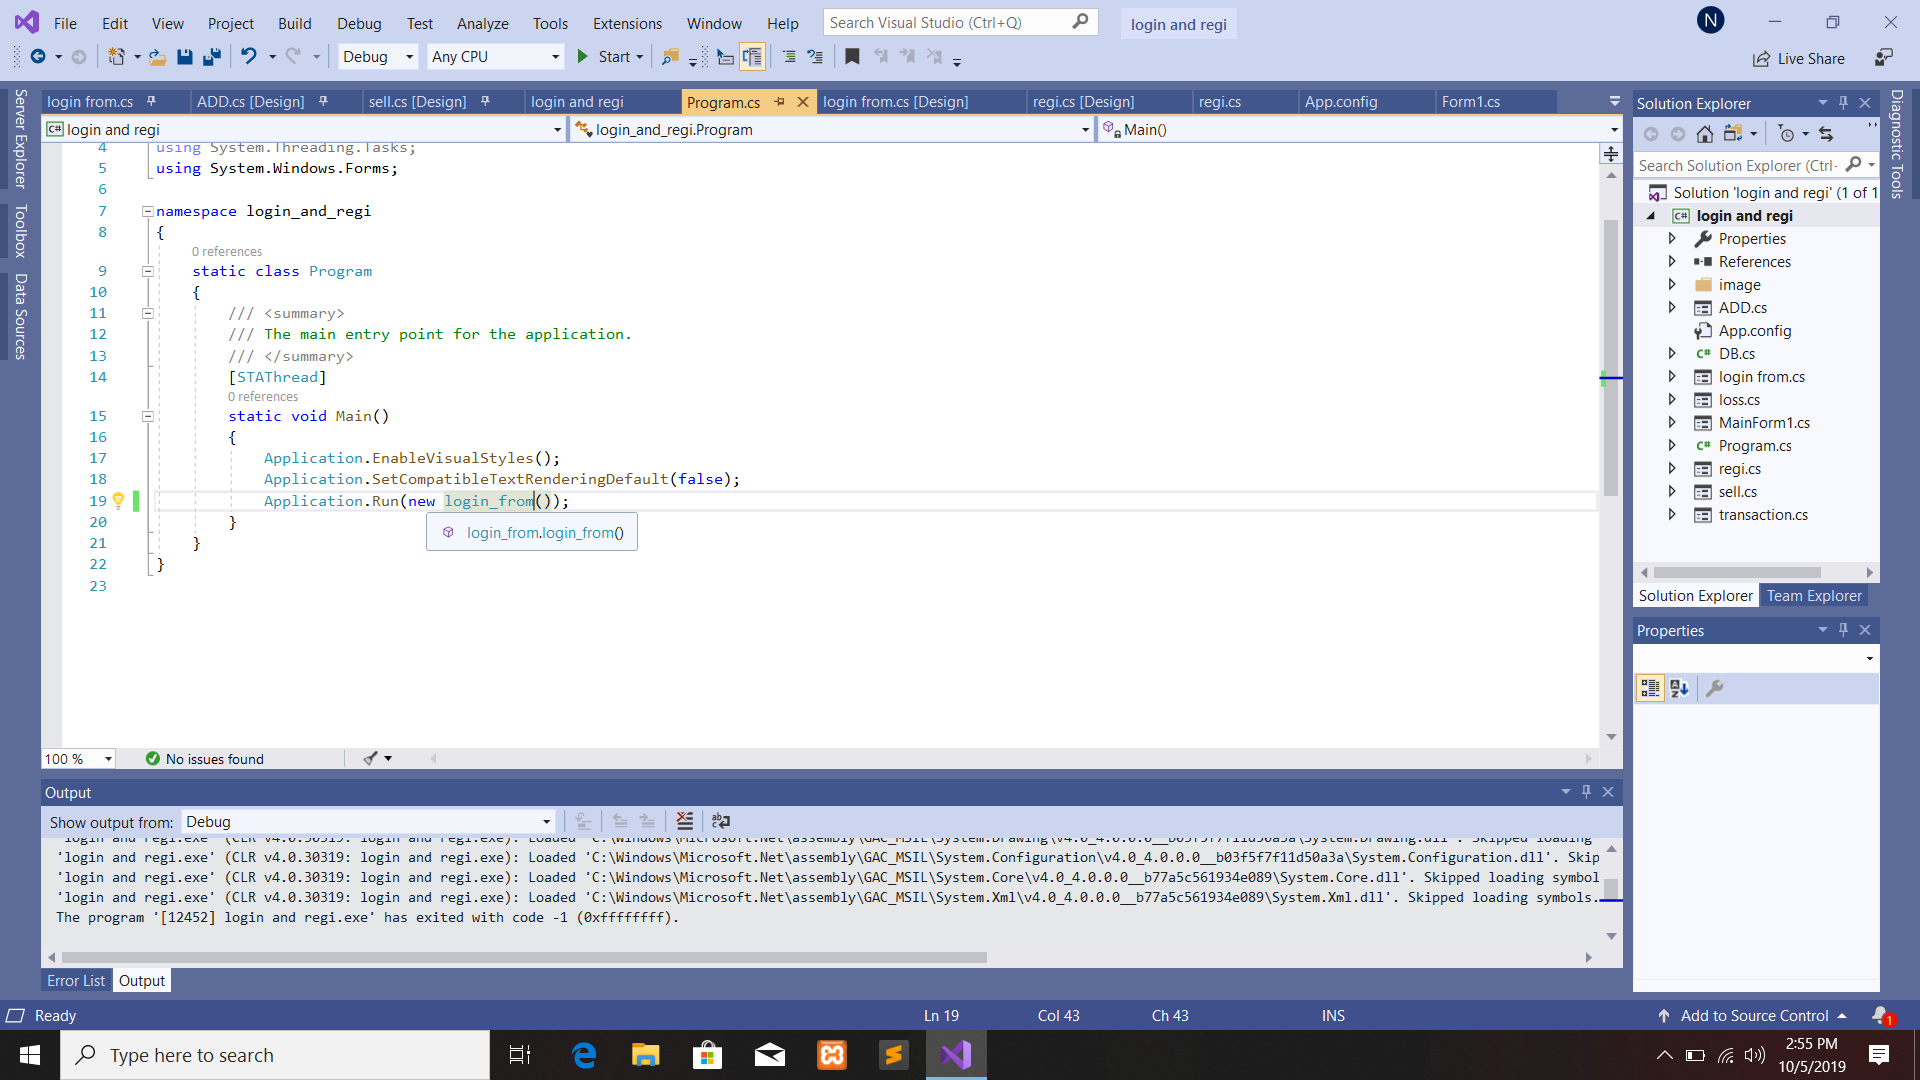 File Edit View Project Build Debug Test Analyze Tools Extensions Window Help Search Visual Studio (Ctrl+Q) login and regi N
Debug Any CPU Start Live Share
login from.cs ADD.cs [Design] sell.cs [Design] login and regi Program.cs login from.cs [Design] regi.cs [Design] regi.cs App.config Form1.cs
C# login and regi login_and_regi.Program Main()
Server Explorer
Toolbox
Data Sources
4 using System.Threading.Tasks;
5 using System.Windows.Forms;
6
7 namespace login_and_regi
8 {
0 references
9 static class Program
10 {
11 /// <summary>
12 /// The main entry point for the application.
13 /// </summary>
14 [STAThread]
0 references
15 static void Main()
16 {
17 Application.EnableVisualStyles();
18 Application.SetCompatibleTextRenderingDefault(false);
19 Application.Run(new login_from());
20 }
login_from.login_from()
21 }
22 }
23
100 % No issues found
Output
Show output from: Debug
'login and regi.exe' (CLR v4.0.30319: login and regi.exe): Loaded 'C:\Windows\Microsoft.Net\assembly\GAC_MSIL\System.Drawing\v4.0_4.0.0.0__b03f5f7f11d50a3a\System.Drawing.dll'. Skipped loading
'login and regi.exe' (CLR v4.0.30319: login and regi.exe): Loaded 'C:\Windows\Microsoft.Net\assembly\GAC_MSIL\System.Configuration\v4.0_4.0.0.0__b03f5f7f11d50a3a\System.Configuration.dll'. Skip
'login and regi.exe' (CLR v4.0.30319: login and regi.exe): Loaded 'C:\Windows\Microsoft.Net\assembly\GAC_MSIL\System.Core\v4.0_4.0.0.0__b77a5c561934e089\System.Core.dll'. Skipped loading symbol
'login and regi.exe' (CLR v4.0.30319: login and regi.exe): Loaded 'C:\Windows\Microsoft.Net\assembly\GAC_MSIL\System.Xml\v4.0_4.0.0.0__b77a5c561934e089\System.Xml.dll'. Skipped loading symbols.
The program '[12452] login and regi.exe' has exited with code -1 (0xffffffff).
Error List Output
Solution Explorer
Search Solution Explorer (Ctrl-
Solution 'login and regi' (1 of 1
C# login and regi
Properties
References
image
ADD.cs
App.config
C# DB.cs
login from.cs
loss.cs
MainForm1.cs
C# Program.cs
regi.cs
sell.cs
transaction.cs
Solution Explorer Team Explorer
Properties
Diagnostic Tools
Ready Ln 19 Col 43 Ch 43 INS Add to Source Control 1
Type here to search 2:55 PM
10/5/2019